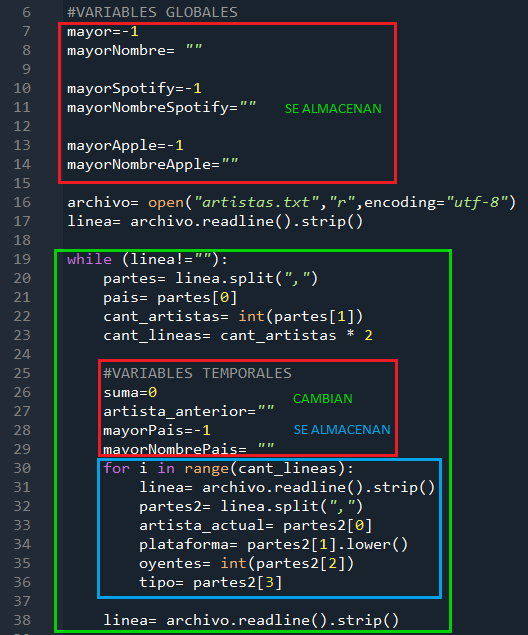 6 #VARIABLES GLOBALES
7 mayor=-1
8 mayorNombre= ""
9
10 mayorSpotify=-1
11 mayorNombreSpotify="" SE ALMACENAN
12
13 mayorApple=-1
14 mayorNombreApple=""
15
16 archivo= open("artistas.txt","r",encoding="utf-8")
17 linea= archivo.readline().strip()
18
19 while (linea!=""):
20     partes= linea.split(",")
21     pais= partes[0]
22     cant_artistas= int(partes[1])
23     cant_lineas= cant_artistas * 2
24
25     #VARIABLES TEMPORALES
26     suma=0 CAMBIAN
27     artista_anterior=""
28     mayorPais=-1 SE ALMACENAN
29     mayorNombrePais= ""
30     for i in range(cant_lineas):
31         linea= archivo.readline().strip()
32         partes2= linea.split(",")
33         artista_actual= partes2[0]
34         plataforma= partes2[1].lower()
35         oyentes= int(partes2[2])
36         tipo= partes2[3]
37
38     linea= archivo.readline().strip()